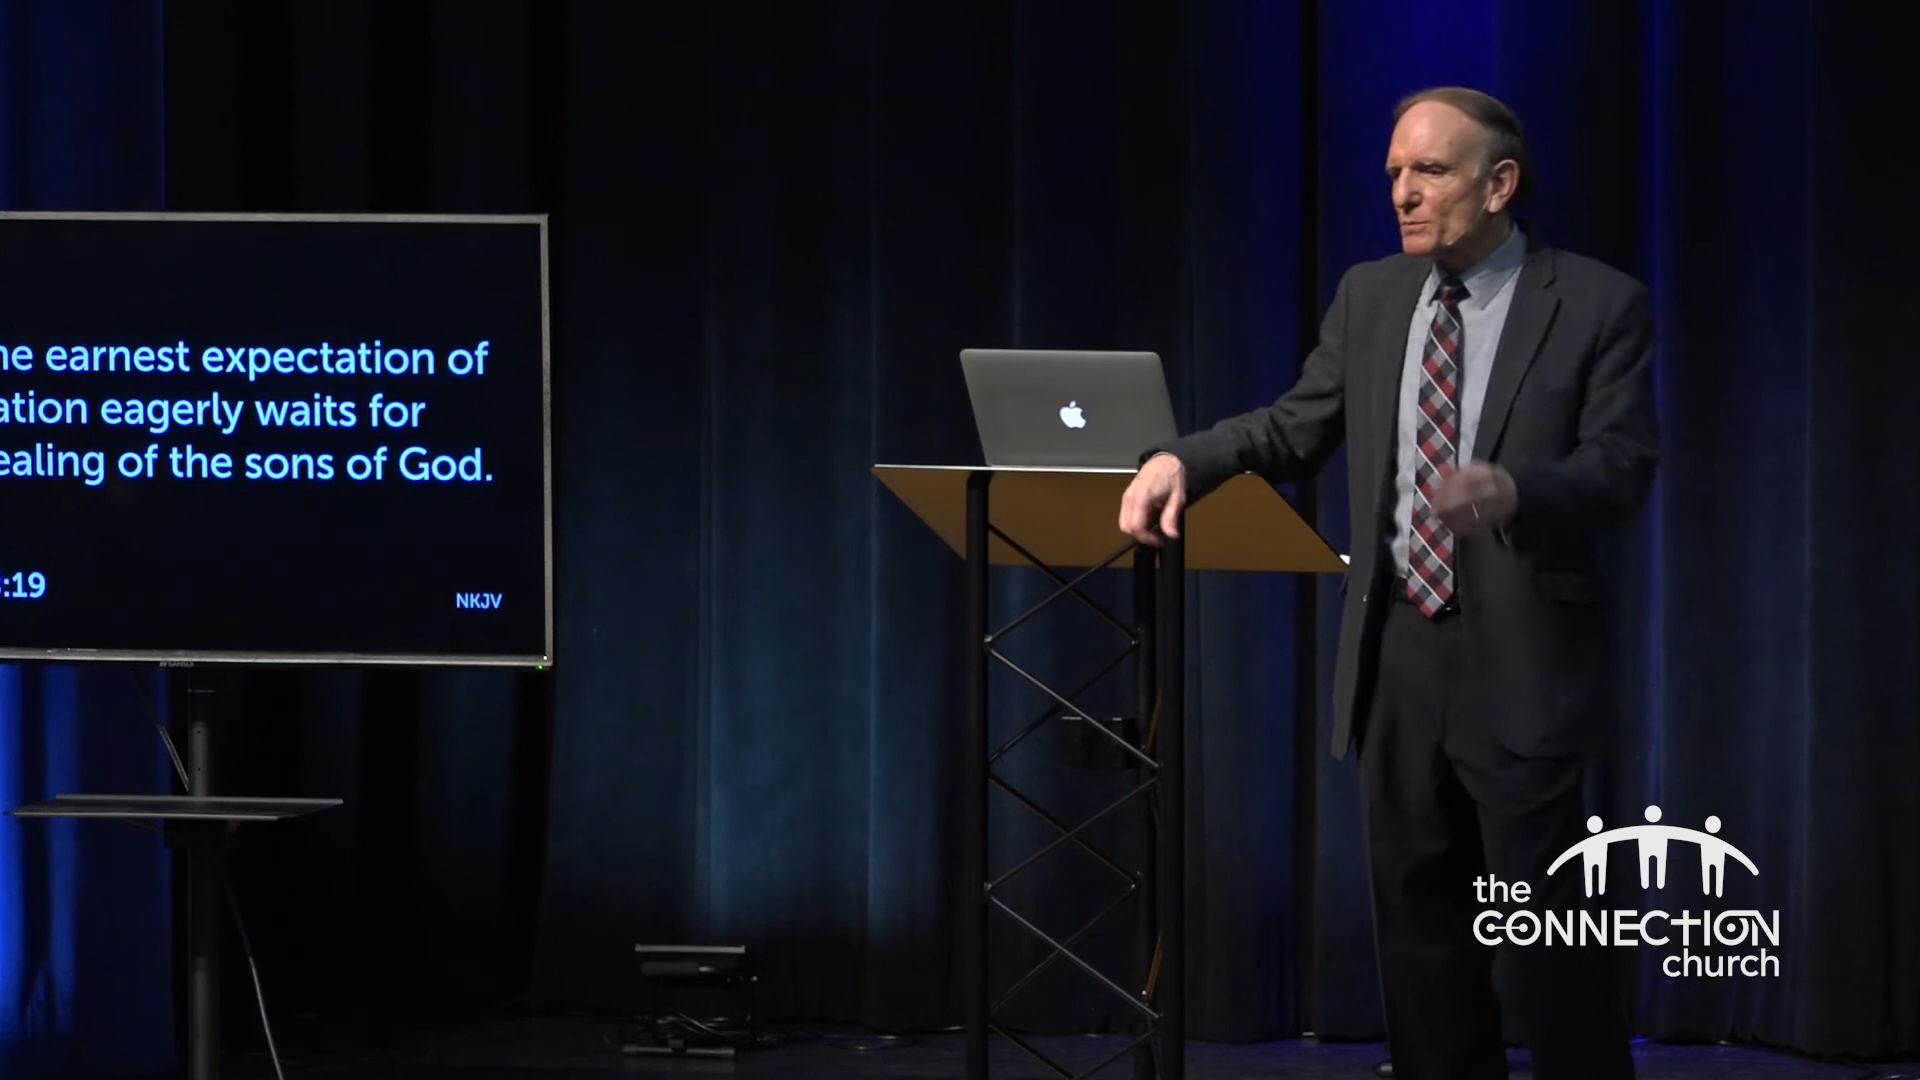 he earnest expectation of
ation eagerly waits for
ealing of the sons of God.
:19
NKJV
the
CONNECTION
church